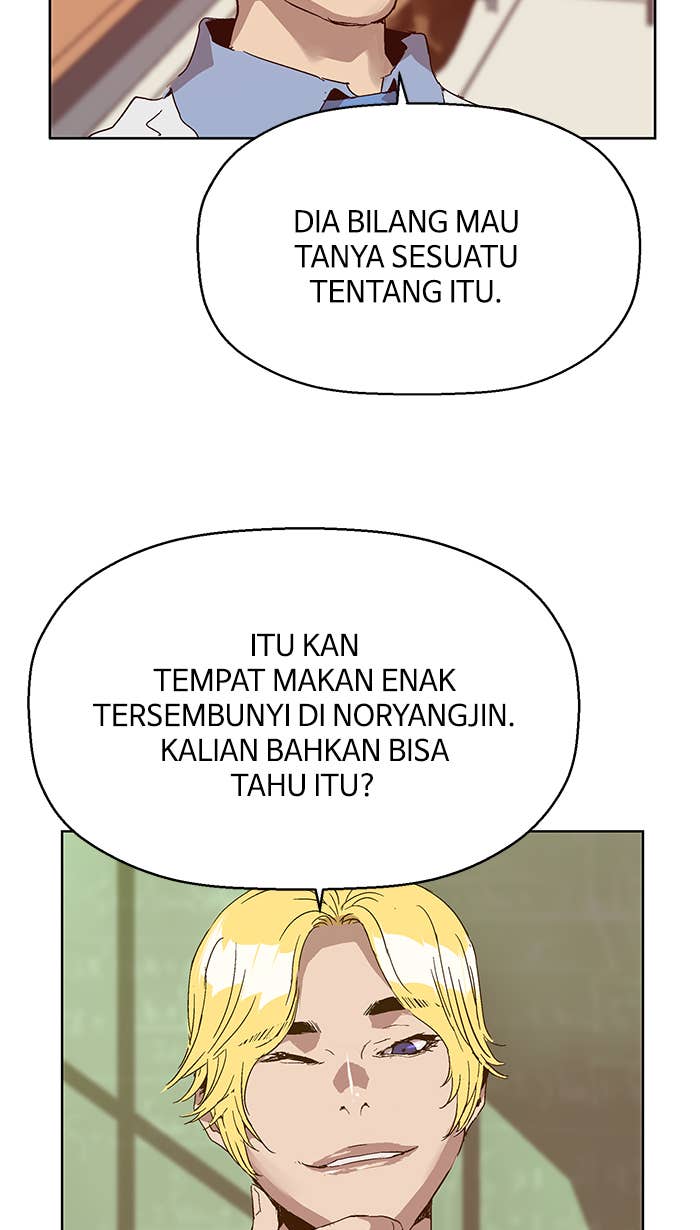 DIA BILANG MAU
TANYA SESUATU
TENTANG ITU.
ITU KAN
TEMPAT MAKAN ENAK
TERSEMBUNYI DI NORYANGJIN.
KALIAN BAHKAN BISA
TAHU ITU?